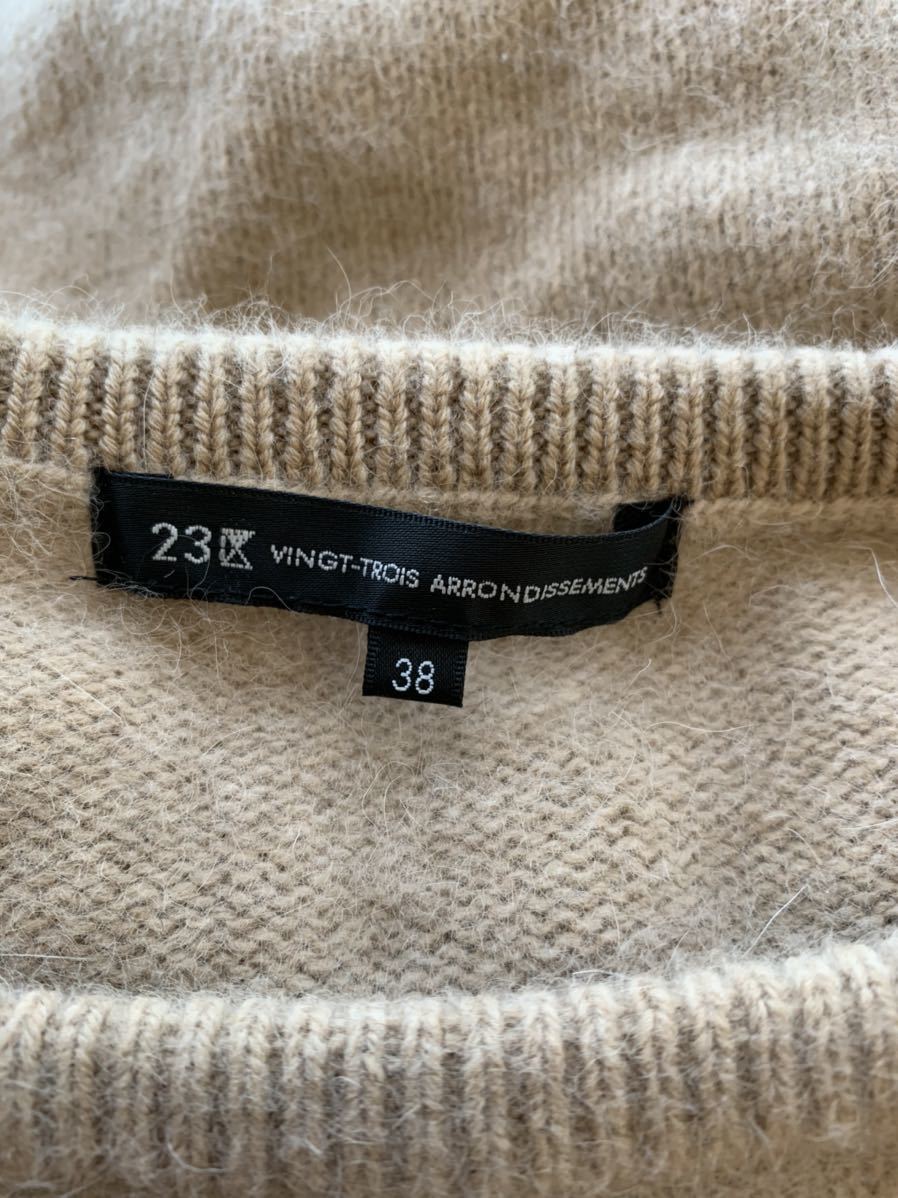 23区 VINGT-TROIS ARRONDISSEMENTS
38